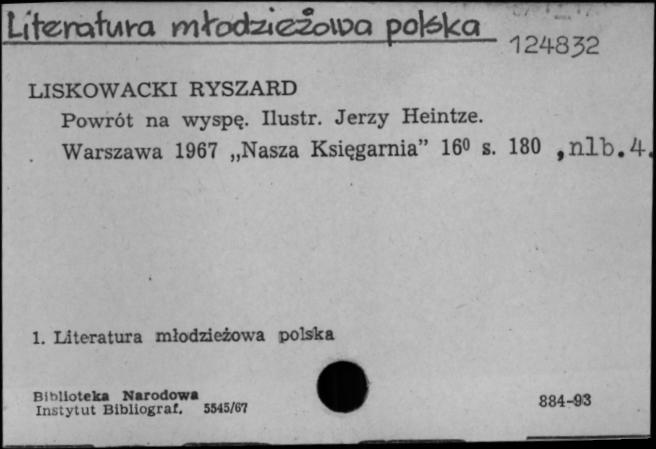 Literatura młodzieżowa polska
124832
LISKOWACKI RYSZARD
Powrót na wyspę. Ilustr. Jerzy Heintze.
Warszawa 1967 „Nasza Księgarnia” 16⁰ s. 180 ,nlb.4.
1. Literatura młodzieżowa polska
Biblioteka Narodowa
Instytut Bibliograf. 5545/67
884-93